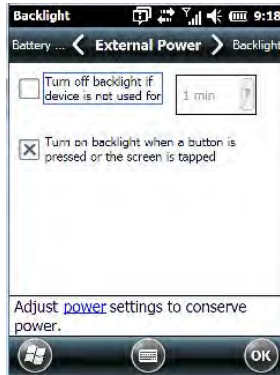 Backlight 9:18
Battery ... External Power Backlight
Turn off backlight if
device is not used for
1 min
Turn on backlight when a button is
pressed or the screen is tapped
Adjust power settings to conserve
power.
OK